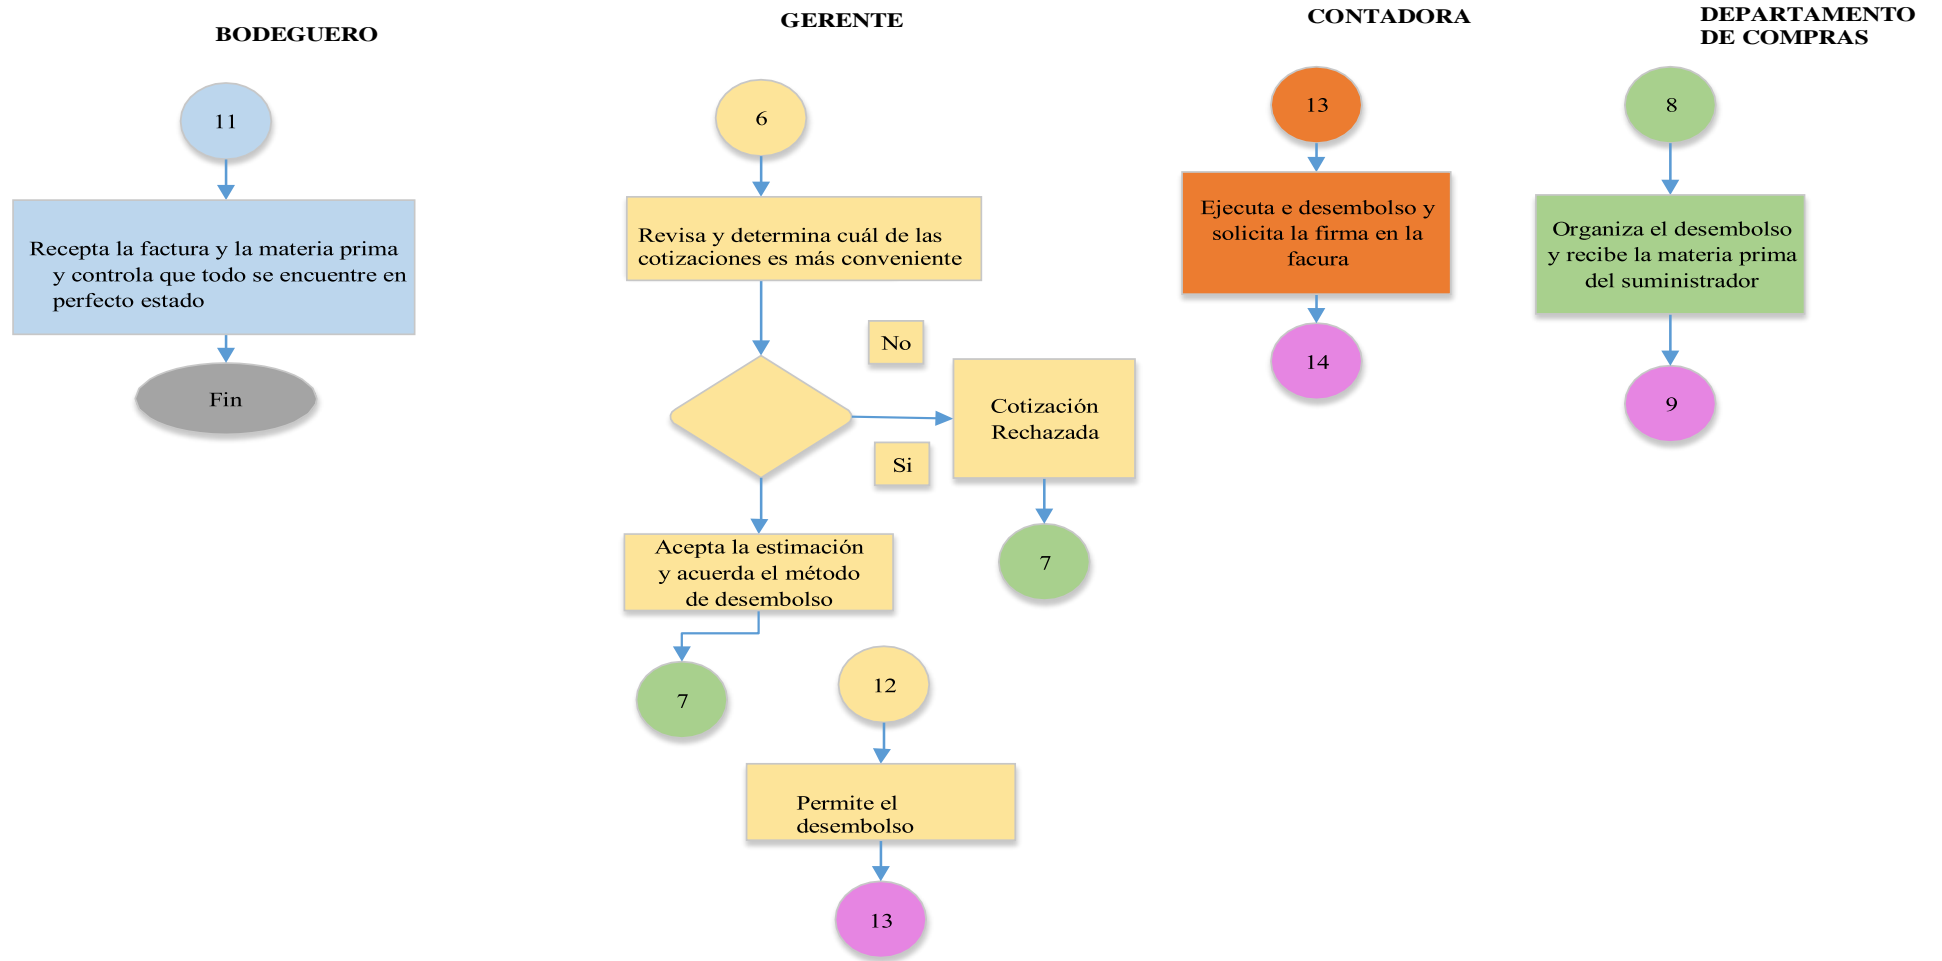 BODEGUERO
11
Recepta la factura y la materia prima
y controla que todo se encuentre en
perfecto estado
Fin
GERENTE
6
Revisa y determina cuál de las
cotizaciones es más conveniente
No
Cotización
Rechazada
Si
7
Acepta la estimación
y acuerda el método
de desembolso
7
12
Permite el
desembolso
13
CONTADORA
13
Ejecuta e desembolso y
solicita la firma en la
facura
14
DEPARTAMENTO
DE COMPRAS
8
Organiza el desembolso
y recibe la materia prima
del suministrador
9